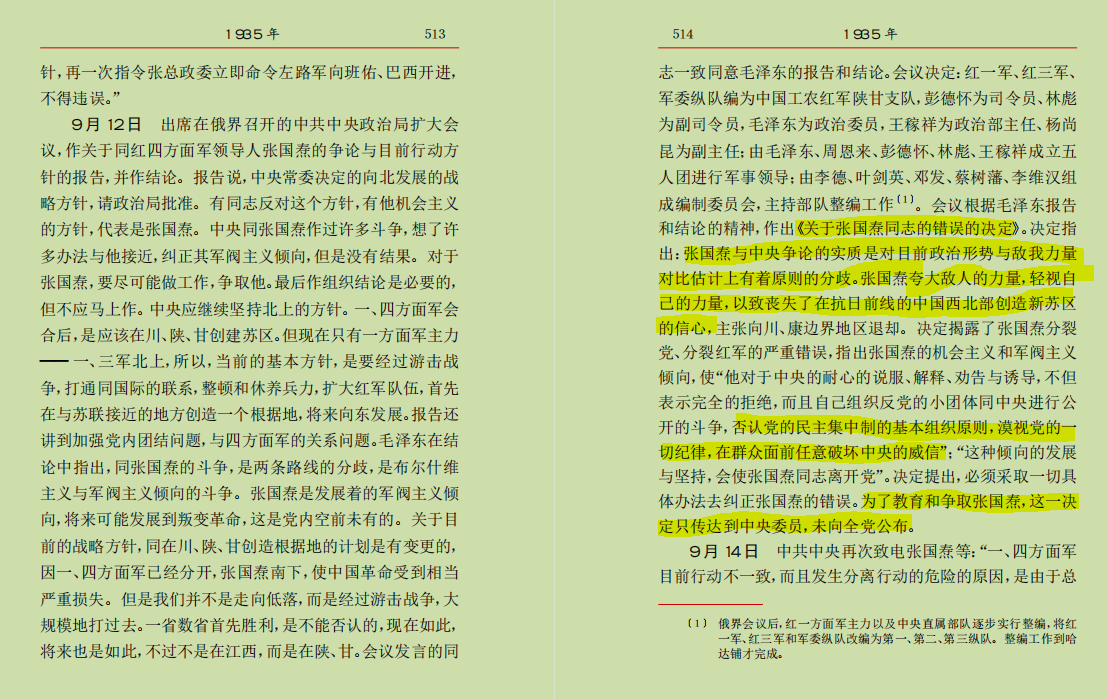 1935年 513
针，再一次指令张总政委立即命令左路军向班佑、巴西开进，
不得违误。”
9月12日 出席在俄界召开的中共中央政治局扩大会
议，作关于同红四方面军领导人张国焘的争论与目前行动方
针的报告，并作结论。报告说，中央常委决定的向北发展的战
略方针，请政治局批准。有同志反对这个方针，有他机会主义
的方针，代表是张国焘。中央同张国焘作过许多斗争，想了许
多办法与他接近，纠正其军阀主义倾向，但是没有结果。对于
张国焘，要尽可能做工作，争取他。最后作组织结论是必要的，
但不应马上作。中央应继续坚持北上的方针。一、四方面军会
合后，是应该在川、陕、甘创建苏区。但现在只有一方面军主力
——一、三军北上，所以，当前的基本方针，是要经过游击战
争，打通同国际的联系，整顿和休养兵力，扩大红军队伍，首先
在与苏联接近的地方创造一个根据地，将来向东发展。报告还
讲到加强党内团结问题，与四方面军的关系问题。毛泽东在结
论中指出，同张国焘的斗争，是两条路线的分歧，是布尔什维
主义与军阀主义倾向的斗争。张国焘是发展着的军阀主义倾
向，将来可能发展到叛变革命，这是党内空前未有的。关于目
前的战略方针，同在川、陕、甘创造根据地的计划是有变更的，
因一、四方面军已经分开，张国焘南下，使中国革命受到相当
严重损失。但是我们并不是走向低落，而是经过游击战争，大
规模地打过去。一省数省首先胜利，是不能否认的，现在如此，
将来也是如此，不过不是在江西，而是在陕、甘。会议发言的同
514 1935年
志一致同意毛泽东的报告和结论。会议决定：红一军、红三军、
军委纵队编为中国工农红军陕甘支队，彭德怀为司令员、林彪
为副司令员，毛泽东为政治委员，王稼祥为政治部主任、杨尚
昆为副主任；由毛泽东、周恩来、彭德怀、林彪、王稼祥成立五
人团进行军事领导；由李德、叶剑英、邓发、蔡树藩、李维汉组
成编制委员会，主持部队整编工作〔1〕。会议根据毛泽东报告
和结论的精神，作出《关于张国焘同志的错误的决定》。决定指
出：张国焘与中央争论的实质是对目前政治形势与敌我力量
对比估计上有着原则的分歧。张国焘夸大敌人的力量，轻视自
己的力量，以致丧失了在抗日前线的中国西北部创造新苏区
的信心，主张向川、康边界地区退却。决定揭露了张国焘分裂
党、分裂红军的严重错误，指出张国焘的机会主义和军阀主义
倾向，使“他对于中央的耐心的说服、解释、劝告与诱导，不但
表示完全的拒绝，而且自己组织反党的小团体同中央进行公
开的斗争，否认党的民主集中制的基本组织原则，漠视党的一
切纪律，在群众面前任意破坏中央的威信”；“这种倾向的发展
与坚持，会使张国焘同志离开党”。决定提出，必须采取一切具
体办法去纠正张国焘的错误。为了教育和争取张国焘，这一决
定只传达到中央委员，未向全党公布。
9月14日 中共中央再次致电张国焘等：“一、四方面军
目前行动不一致，而且发生分离行动的危险的原因，是由于总
〔1〕 俄界会议后，红一方面军主力以及中央直属部队逐步实行整编，将红
一军、红三军和军委纵队改编为第一、第二、第三纵队。整编工作到哈
达铺才完成。